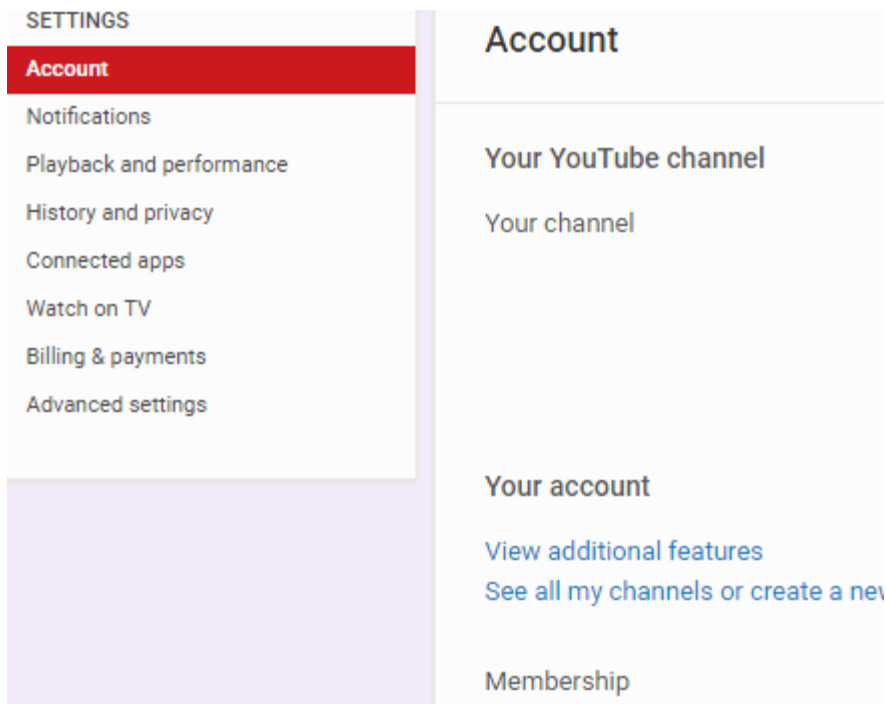 SETTINGS
Account
Notifications
Playback and performance
History and privacy
Connected apps
Watch on TV
Billing & payments
Advanced settings
Account
Your YouTube channel
Your channel
Your account
View additional features
See all my channels or create a
Membership